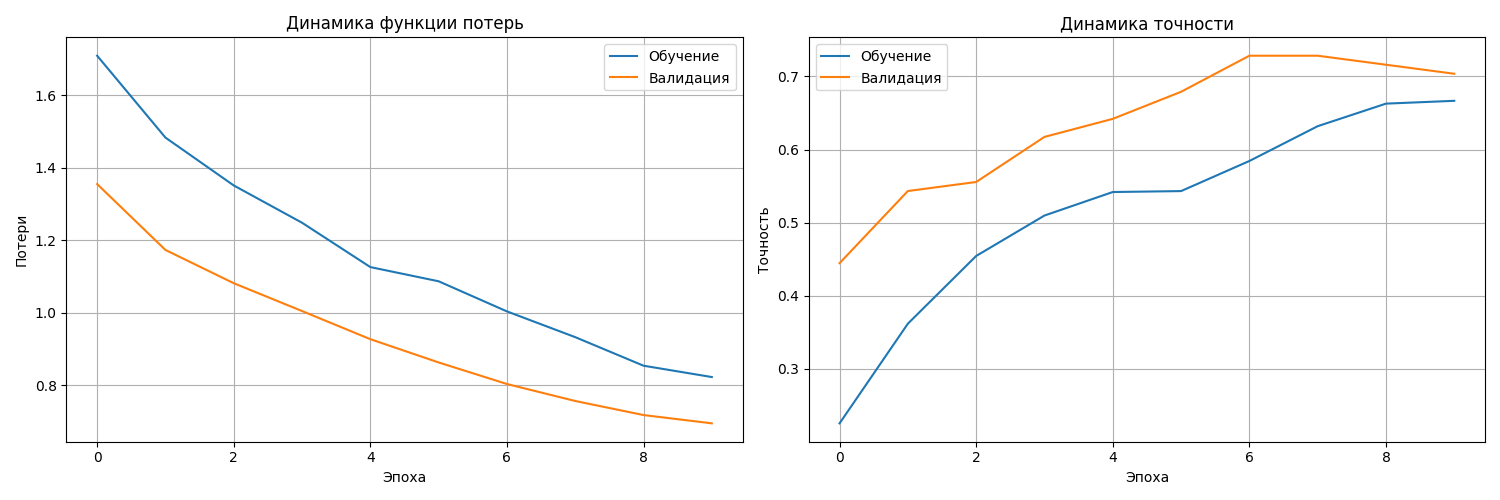 Динамика функции потерь
Потери
1.6
1.4
1.2
1.0
0.8
0
2
4
6
8
Эпоха
Обучение
Валидация
Динамика точности
Точность
0.7
0.6
0.5
0.4
0.3
0
2
4
6
8
Эпоха
Обучение
Валидация